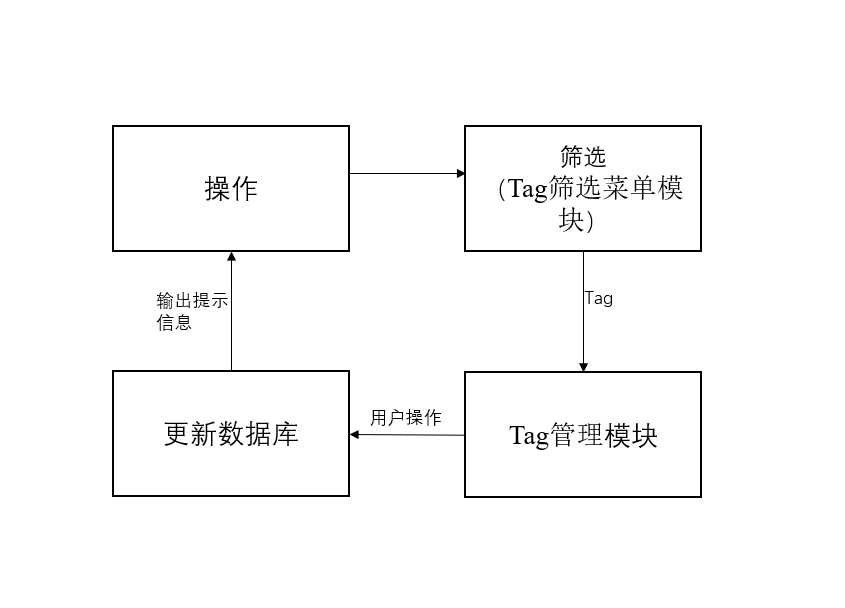 操作
筛选
（Tag筛选菜单模
块）
输出提示
信息
Tag
更新数据库
用户操作
Tag管理模块